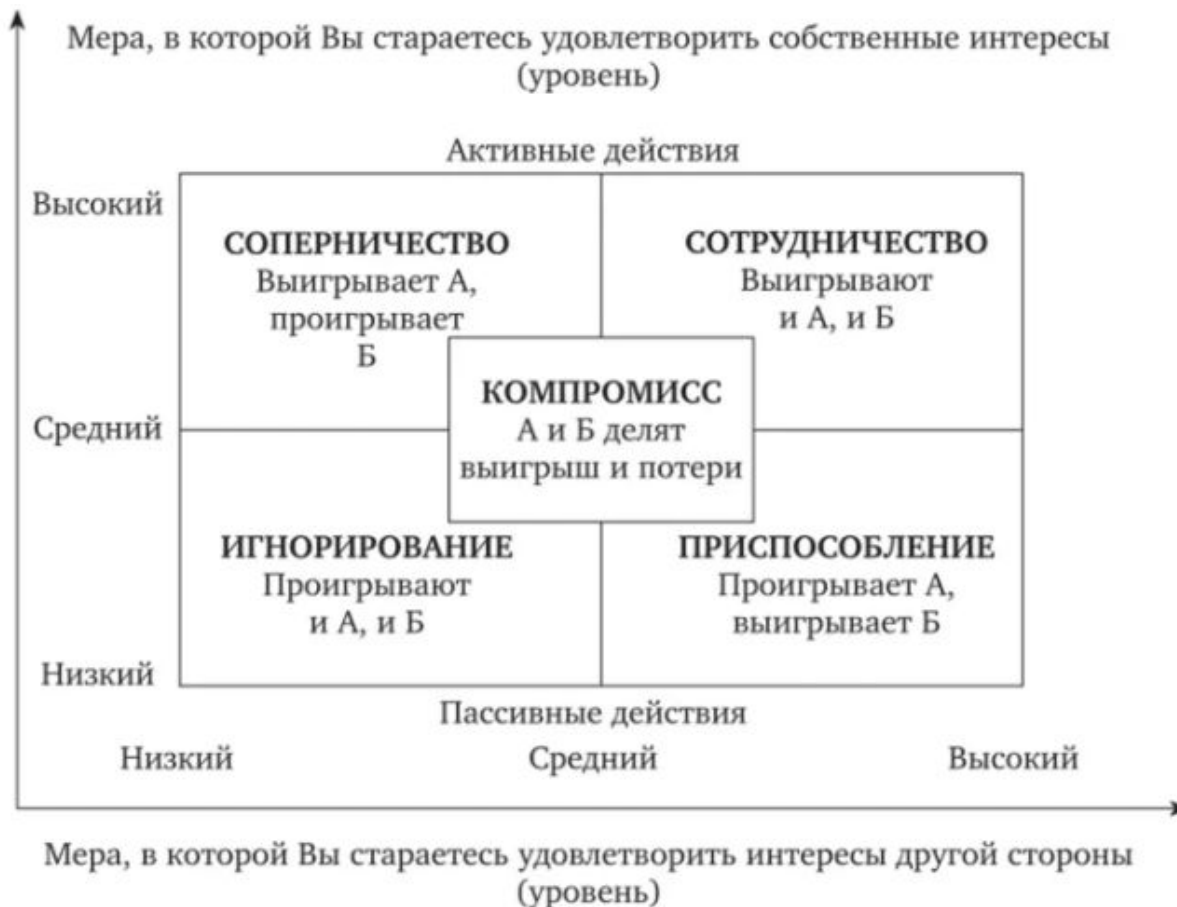 Мера, в которой Вы стараетесь удовлетворить собственные интересы
(уровень)
Активные действия
Высокий
СОПЕРНИЧЕСТВО
Выигрывает А,
проигрывает
Б
СОТРУДНИЧЕСТВО
Выигрывают
и А, и Б
Средний
КОМПРОМИСС
А и Б делят
выигрыш и потери
ИГНОРИРОВАНИЕ
Проигрывают
и А, и Б
ПРИСПОСОБЛЕНИЕ
Проигрывает А,
выигрывает Б
Низкий
Пассивные действия
Низкий
Средний
Высокий
Мера, в которой Вы стараетесь удовлетворить интересы другой стороны
(уровень)